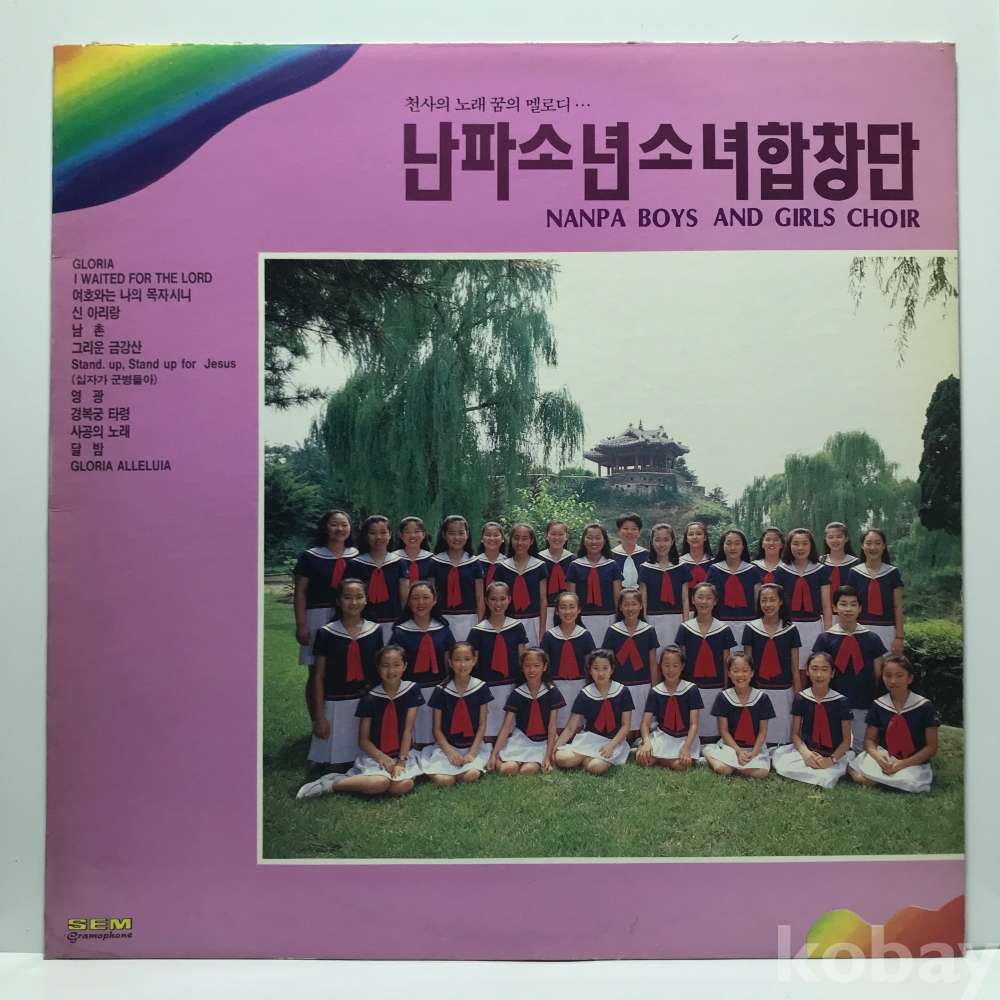 천사의 노래 꿈의 멜로디...
난파소년소녀합창단
NANPA BOYS AND GIRLS CHOIR
GLORIA
I WAITED FOR THE LORD
여호와는 나의 목자시니
신 아리랑
남 촌
그리운 금강산
Stand. up, Stand up for Jesus
(십자가 군병들아)
영 광
경복궁 타령
사공의 노래
달 밤
GLORIA ALLELUIA
SEM
Gramophone
kobay